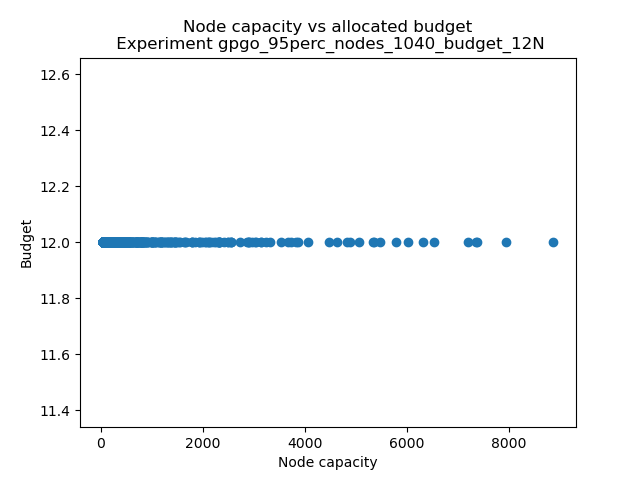 Node capacity vs allocated budget
Experiment gpgo_95perc_nodes_1040_budget_12N
12.6
12.4
12.2
12.0
11.8
11.6
11.4
Budget
0 2000 4000 6000 8000
Node capacity